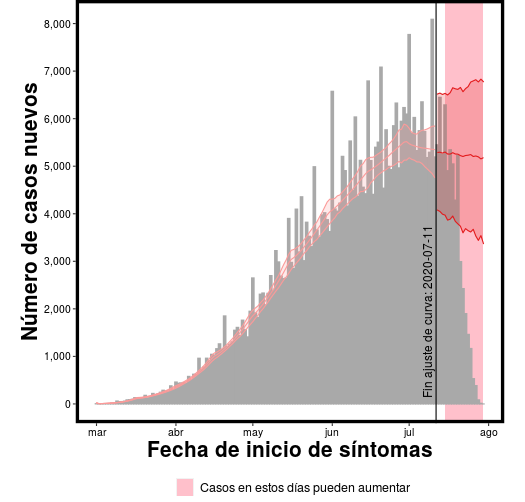 Número de casos nuevos
8,000
7,000
6,000
5,000
4,000
3,000
2,000
1,000
0
Fin ajuste de curva: 2020-07-11
mar abr may jun jul ago
Fecha de inicio de síntomas
Casos en estos días pueden aumentar